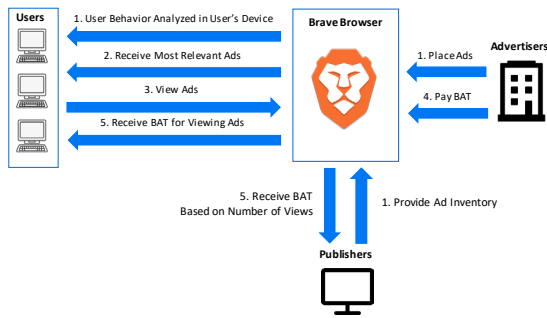 Users
Brave Browser
Advertisers
1. User Behavior Analyzed in User's Device
2. Receive Most Relevant Ads
3. View Ads
5. Receive BAT for Viewing Ads
1. Place Ads
4. Pay BAT
5. Receive BAT
Based on Number of Views
1. Provide Ad Inventory
Publishers